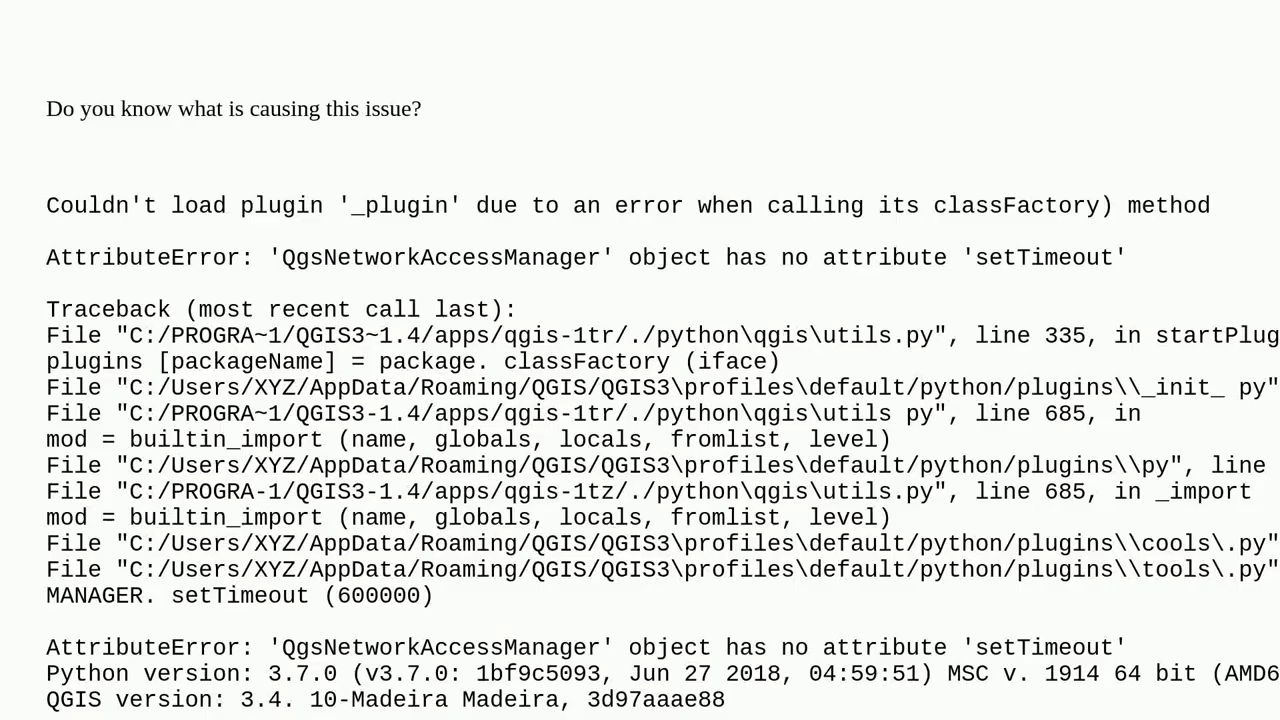 Do you know what is causing this issue?
Couldn't load plugin '_plugin' due to an error when calling its classFactory) method
AttributeError: 'QgsNetworkAccessManager' object has no attribute 'setTimeout'
Traceback (most recent call last):
File "C:/PROGRA~1/QGIS3~1.4/apps/qgis-1tr/./python\qgis\utils.py", line 335, in startPlug
plugins [packageName] = package. classFactory (iface)
File "C:/Users/XYZ/AppData/Roaming/QGIS/QGIS3\profiles\default/python/plugins\\_init_ py"
File "C:/PROGRA~1/QGIS3-1.4/apps/qgis-1tr/./python\qgis\utils py", line 685, in
mod = builtin_import (name, globals, locals, fromlist, level)
File "C:/Users/XYZ/AppData/Roaming/QGIS/QGIS3\profiles\default/python/plugins\\py", line
File "C:/PROGRA-1/QGIS3-1.4/apps/qgis-1tz/./python\qgis\utils.py", line 685, in _import
mod = builtin_import (name, globals, locals, fromlist, level)
File "C:/Users/XYZ/AppData/Roaming/QGIS/QGIS3\profiles\default/python/plugins\\cools\.py"
File "C:/Users/XYZ/AppData/Roaming/QGIS/QGIS3\profiles\default/python/plugins\\tools\.py"
MANAGER. setTimeout (600000)
AttributeError: 'QgsNetworkAccessManager' object has no attribute 'setTimeout'
Python version: 3.7.0 (v3.7.0: 1bf9c5093, Jun 27 2018, 04:59:51) MSC v. 1914 64 bit (AMD6
QGIS version: 3.4. 10-Madeira Madeira, 3d97aaae88